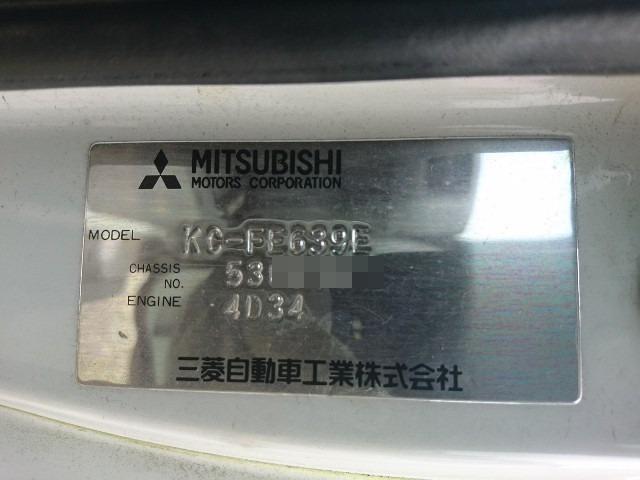 MITSUBISHI
MOTORS CORPORATION
MODEL KC-FE639E
CHASSIS NO. 53
ENGINE 4D34
三菱自動車工業株式会社